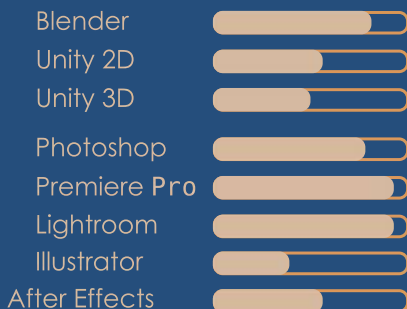 Blender
Unity 2D
Unity 3D
Photoshop
Premiere Pro
Lightroom
Illustrator
After Effects